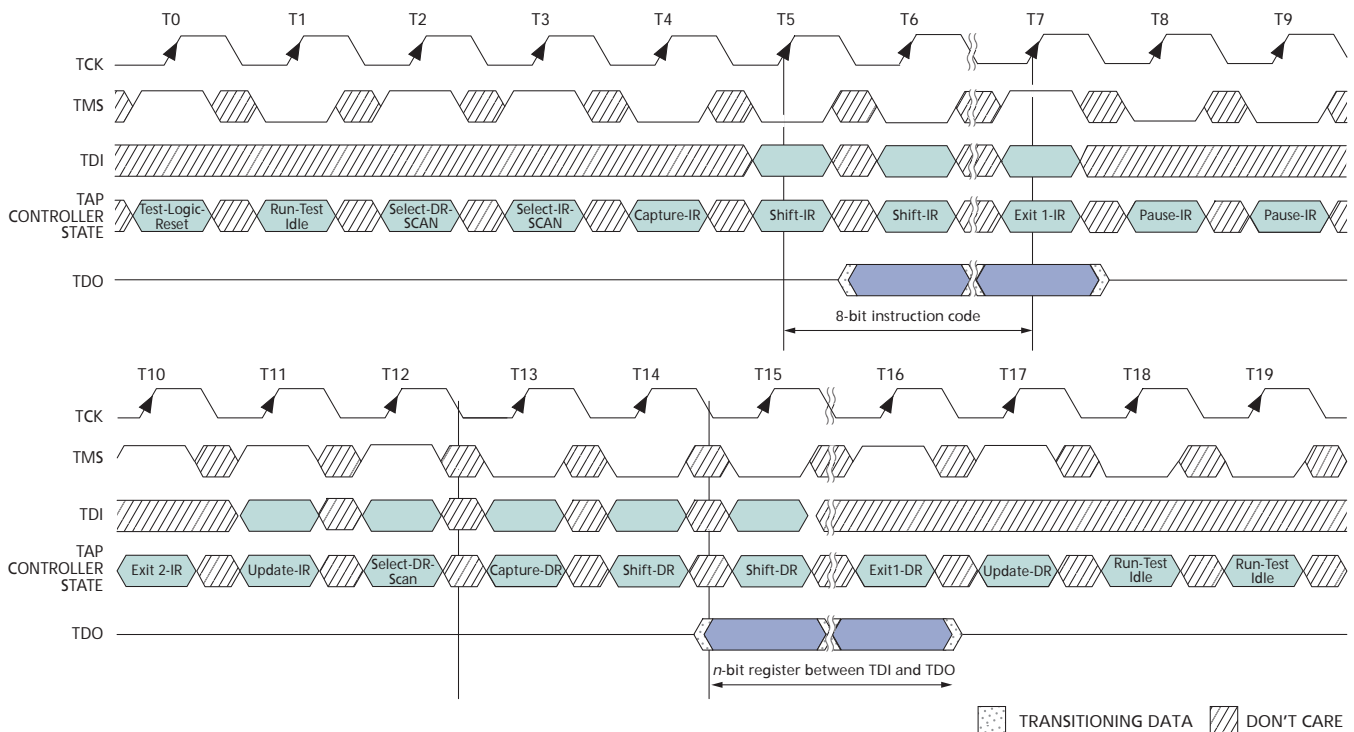 T0 T1 T2 T3 T4 T5 T6 T7 T8 T9
TCK
TMS
TDI
TAP
CONTROLLER
STATE
Test-Logic-
Reset
Run-Test
Idle
Select-DR-
SCAN
Select-IR-
SCAN
Capture-IR
Shift-IR
Shift-IR
Exit 1-IR
Pause-IR
Pause-IR
TDO
8-bit instruction code
T10 T11 T12 T13 T14 T15 T16 T17 T18 T19
TCK
TMS
TDI
TAP
CONTROLLER
STATE
Exit 2-IR
Update-IR
Select-DR-
Scan
Capture-DR
Shift-DR
Shift-DR
Exit1-DR
Update-DR
Run-Test
Idle
Run-Test
Idle
TDO
n-bit register between TDI and TDO
TRANSITIONING DATA
DON'T CARE